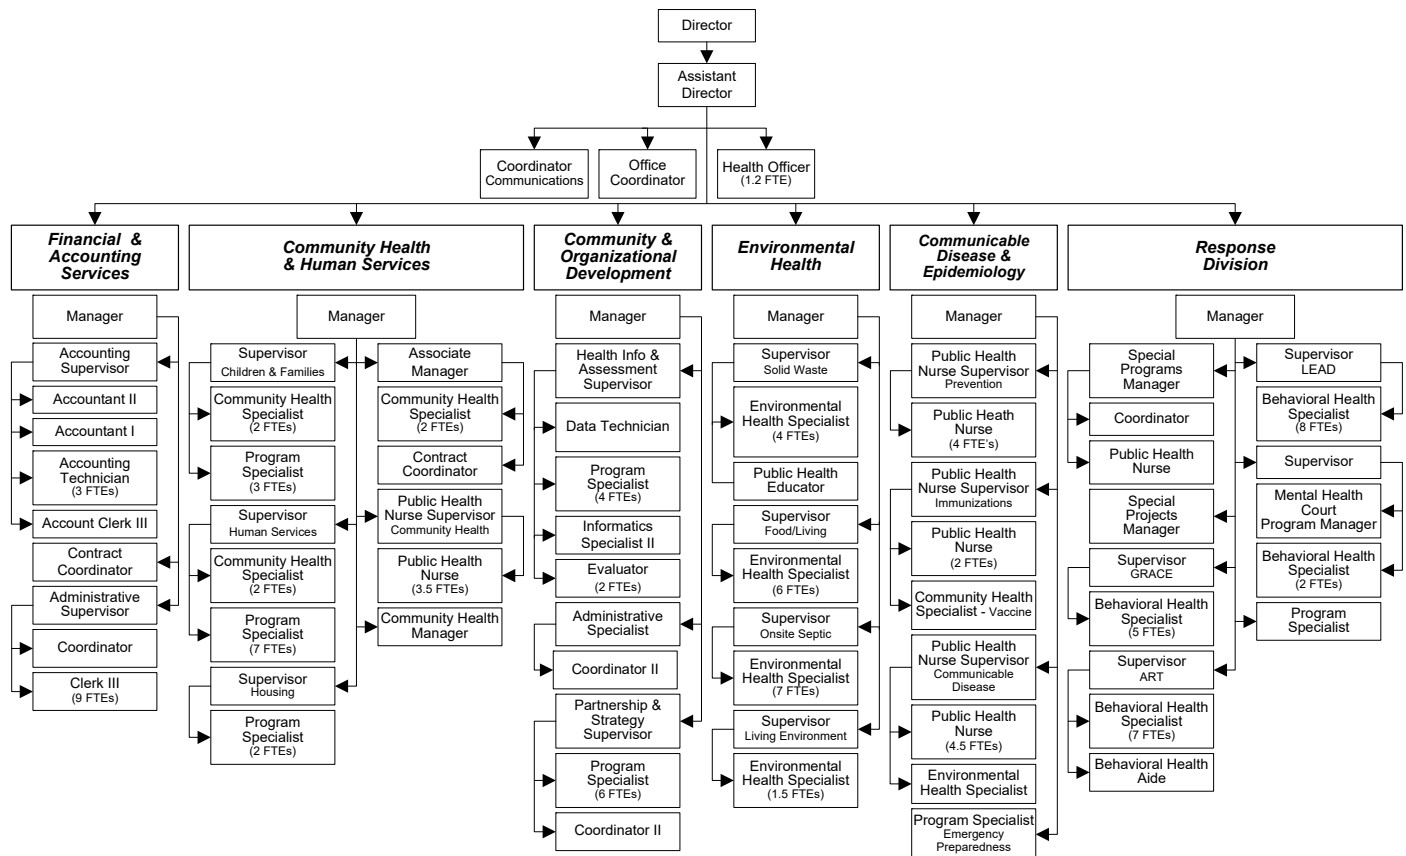 Director
Assistant
Director
Coordinator
Communications
Office
Coordinator
Health Officer
(1.2 FTE)
Financial &
Accounting
Services
Manager
Accounting
Supervisor
Accountant II
Accountant I
Accounting
Technician
(3 FTEs)
Account Clerk III
Contract
Coordinator
Administrative
Supervisor
Coordinator
Clerk III
(9 FTEs)
Community Health
& Human Services
Manager
Supervisor
Children & Families
Community Health
Specialist
(2 FTEs)
Program
Specialist
(3 FTEs)
Supervisor
Human Services
Community Health
Specialist
(2 FTEs)
Program
Specialist
(7 FTEs)
Supervisor
Housing
Program
Specialist
(2 FTEs)
Associate
Manager
Community Health
Specialist
(2 FTEs)
Contract
Coordinator
Public Health
Nurse Supervisor
Community Health
Public Health
Nurse
(3.5 FTEs)
Community Health
Manager
Community &
Organizational
Development
Manager
Health Info &
Assessment
Supervisor
Data Technician
Program
Specialist
(4 FTEs)
Informatics
Specialist II
Evaluator
(2 FTEs)
Administrative
Specialist
Coordinator II
Partnership &
Strategy
Supervisor
Program
Specialist
(6 FTEs)
Coordinator II
Environmental
Health
Manager
Supervisor
Solid Waste
Environmental
Health Specialist
(4 FTEs)
Public Health
Educator
Supervisor
Food/Living
Environmental
Health Specialist
(6 FTEs)
Supervisor
Onsite Septic
Environmental
Health Specialist
(7 FTEs)
Supervisor
Living Environment
Environmental
Health Specialist
(1.5 FTEs)
Communicable
Disease &
Epidemiology
Manager
Public Health
Nurse Supervisor
Prevention
Public Heath
Nurse
(4 FTE's)
Public Health
Nurse Supervisor
Immunizations
Public Health
Nurse
(2 FTEs)
Community Health
Specialist - Vaccine
Public Health
Nurse Supervisor
Communicable
Disease
Public Health
Nurse
(4.5 FTEs)
Environmental
Health Specialist
Program Specialist
Emergency
Preparedness
Response
Division
Manager
Special
Programs
Manager
Coordinator
Public Health
Nurse
Special
Projects
Manager
Supervisor
GRACE
Behavioral Health
Specialist
(5 FTEs)
Supervisor
ART
Behavioral Health
Specialist
(7 FTEs)
Behavioral Health
Aide
Supervisor
LEAD
Behavioral Health
Specialist
(8 FTEs)
Supervisor
Mental Health
Court
Program Manager
Behavioral Health
Specialist
(2 FTEs)
Program
Specialist